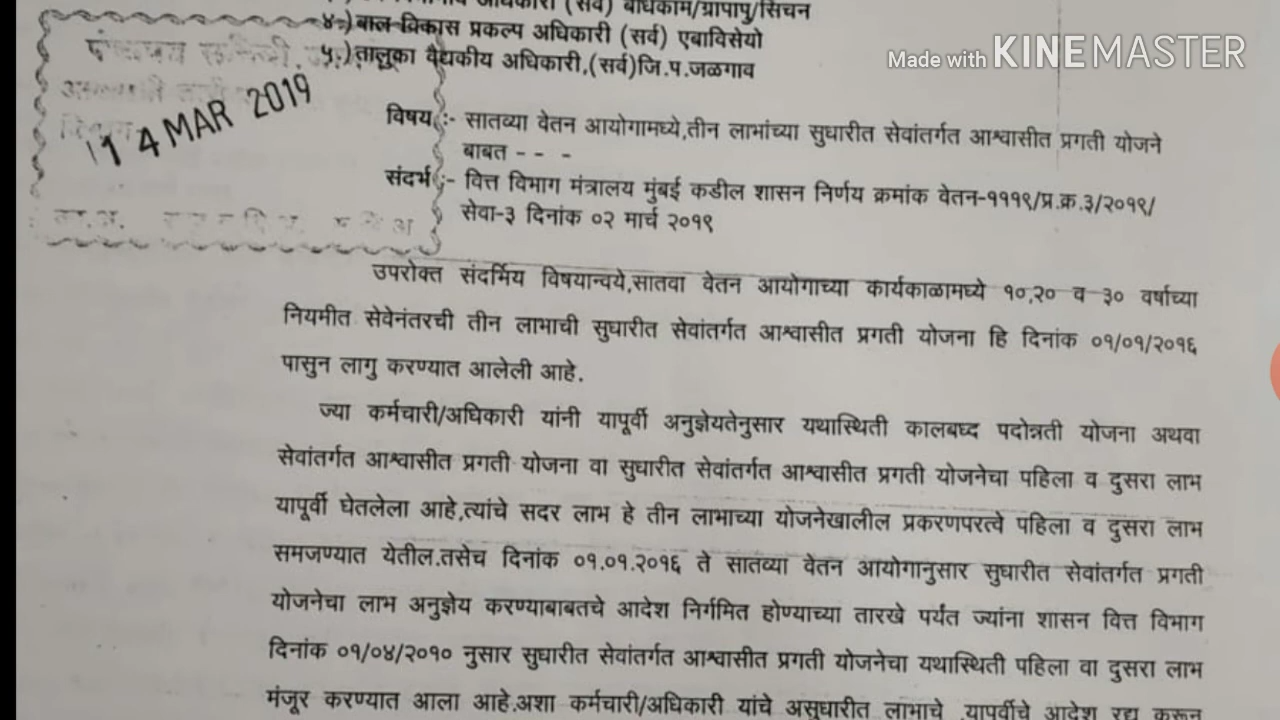 अधिकारी (सर्व) बांधकाम/ग्रापापु/सिंचन
४.) बाल विकास प्रकल्प अधिकारी (सर्व) एबाविसेयो
५.) तालुका वैद्यकीय अधिकारी,(सर्व)जि.प.जळगाव
Made with KINEMASTER
14 MAR 2019
विषय :- सातव्या वेतन आयोगामध्ये,तीन लाभांच्या सुधारीत सेवांतर्गत आश्वासीत प्रगती योजने
बाबत - - -
संदर्भ :- वित्त विभाग मंत्रालय मुंबई कडील शासन निर्णय क्रमांक वेतन-१११९/प्र.क्र.३/२०१९/
सेवा-३ दिनांक ०२ मार्च २०१९
उपरोक्त संदर्मिय विषयान्वये,सातवा वेतन आयोगाच्या कार्यकाळामध्ये १०,२० व ३० वर्षाच्या
नियमीत सेवेनंतरची तीन लाभाची सुधारीत सेवांतर्गत आश्वासीत प्रगती योजना हि दिनांक ०१/०१/२०१६
पासुन लागु करण्यात आलेली आहे.
ज्या कर्मचारी/अधिकारी यांनी यापूर्वी अनुज्ञेयतेनुसार यथास्थिती कालबध्द पदोन्नती योजना अथवा
सेवांतर्गत आश्वासीत प्रगती योजना वा सुधारीत सेवांतर्गत आश्वासीत प्रगती योजनेचा पहिला व दुसरा लाभ
यापूर्वी घेतलेला आहे,त्यांचे सदर लाभ हे तीन लाभाच्या योजनेखालील प्रकरणपरत्वे पहिला व दुसरा लाभ
समजण्यात येतील.तसेच दिनांक ०१.०१.२०१६ ते सातव्या वेतन आयोगानुसार सुधारीत सेवांतर्गत प्रगती
योजनेचा लाभ अनुज्ञेय करण्याबाबतचे आदेश निर्गमित होण्याच्या तारखे पर्यंत ज्यांना शासन वित्त विभाग
दिनांक ०१/०४/२०१० नुसार सुधारीत सेवांतर्गत आश्वासीत प्रगती योजनेचा यथास्थिती पहिला वा दुसरा लाभ
मंजूर करण्यात आला आहे.अशा कर्मचारी/अधिकारी यांचे असुधारीत लाभाचे यापूर्वीचे आदेश रद्य करून